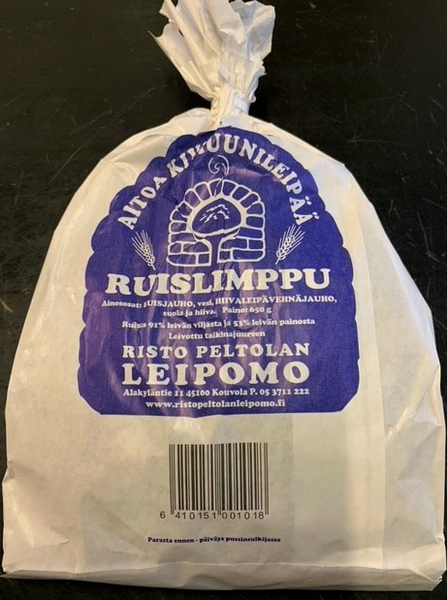 AITOA KIVIUUNILEIPÄÄ
RUISLIMPPU
Ainesosat: RUISJAUHO, vesi, HIIVALEIPÄVEHNÄJAUHO,
suola ja hiiva. Paino: 650 g
Ruista 91% leivän viljasta ja 53% leivän painosta
Leivottu taikinajuureen
RISTO PELTOLAN
LEIPOMO
Alakyläntie 11 45100 Kouvola P. 05 3711 222
www.ristopeltolanleipomo.fi
6 410151 001018
Parasta ennen - päiväys pussinsulkijassa